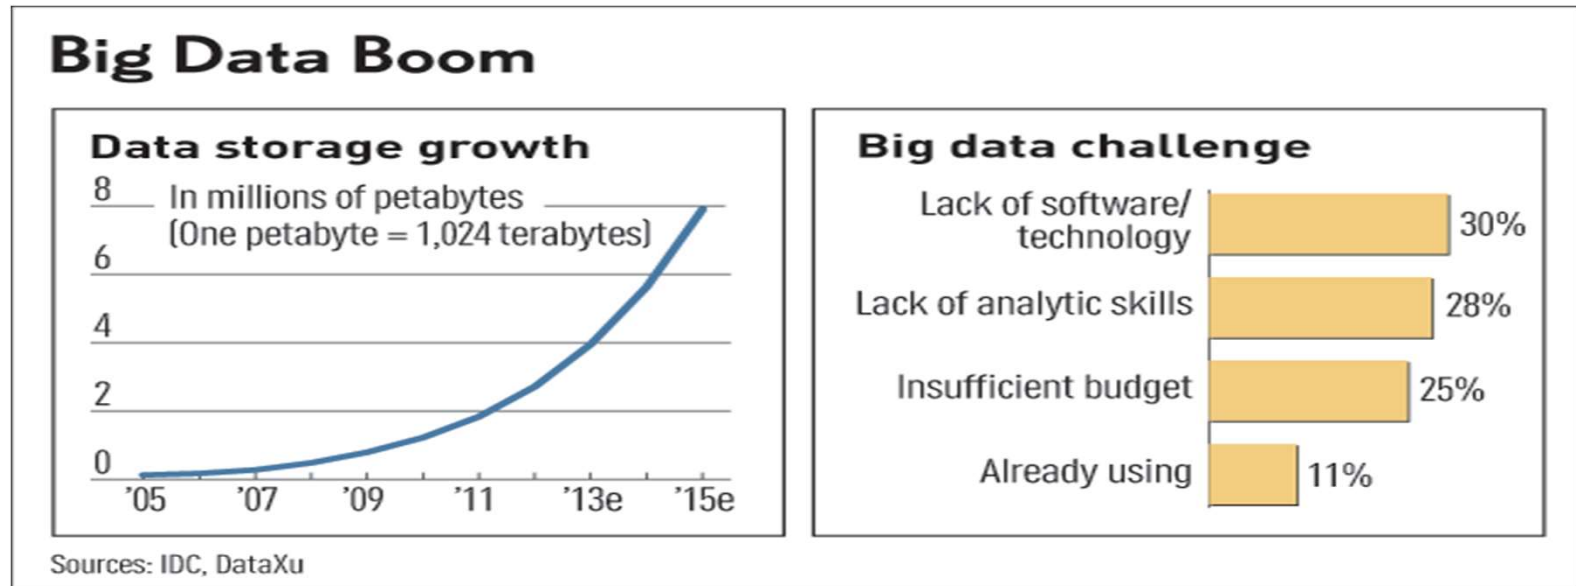 Big Data Boom
Data storage growth
8
In millions of petabytes
(One petabyte = 1,024 terabytes)
6
4
2
0
'05 '07 '09 '11 '13e '15e
Big data challenge
Lack of software/
technology
30%
Lack of analytic skills 28%
Insufficient budget 25%
Already using 11%
Sources: IDC, DataXu